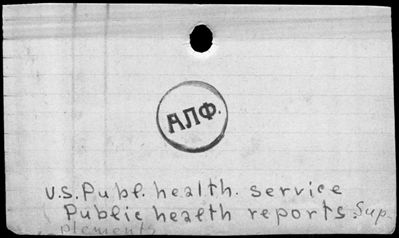 АЛФ.
U.S. Publ. health. service
Public health reports. Sup
plements